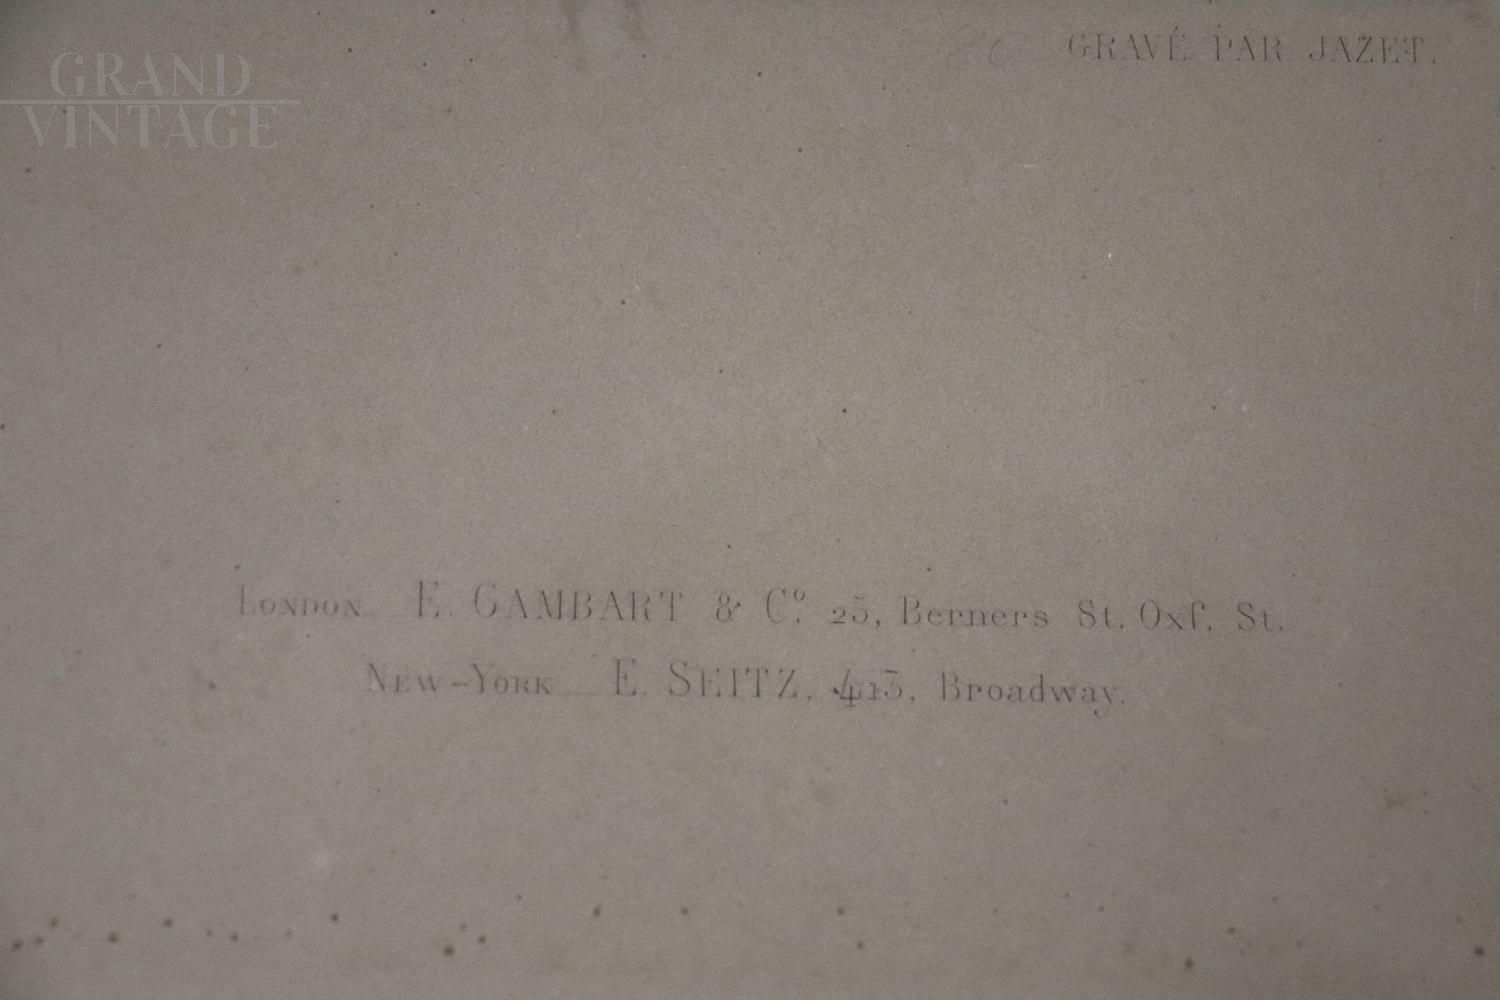 GRAND
VINTAGE
GRAVÉ PAR JAZET.
LONDON _ E. GAMBART & Cº. 25, Berners St. Oxf. St.
NEW-YORK _ E. SEITZ, 413, Broadway.